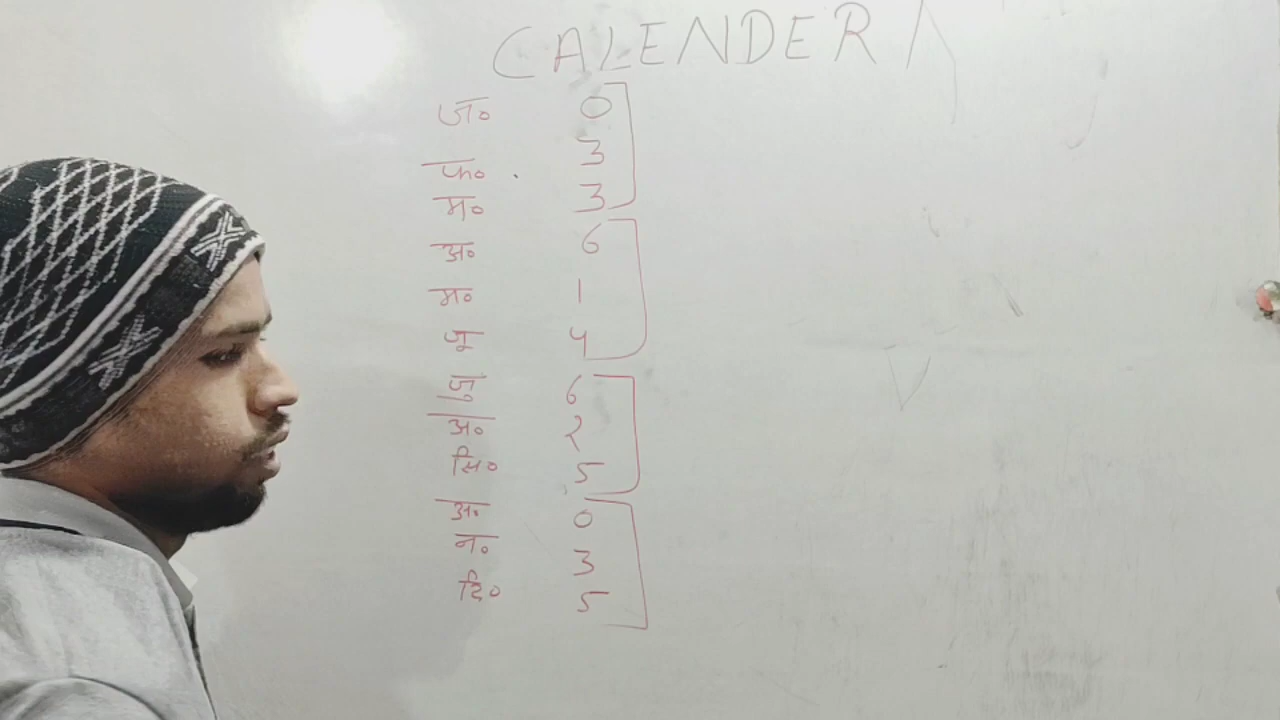 CALENDER
ज० 0
फ० 3
म० 3
अ० 6
म० 1
जू 4
जु 6
अ० 2
सि० 5
अ० 0
न० 3
दि० 5